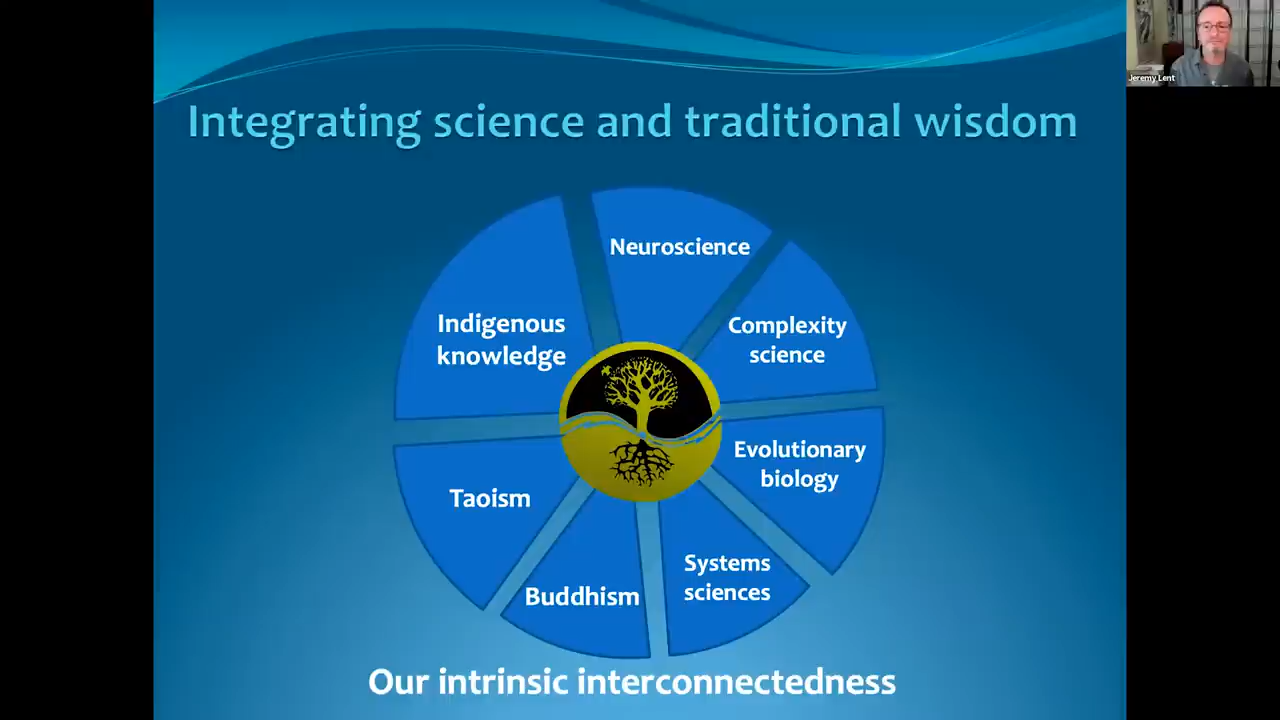 Jeremy Lent
Integrating science and traditional wisdom
Neuroscience
Complexity
science
Evolutionary
biology
Systems
sciences
Buddhism
Taoism
Indigenous
knowledge
Our intrinsic interconnectedness